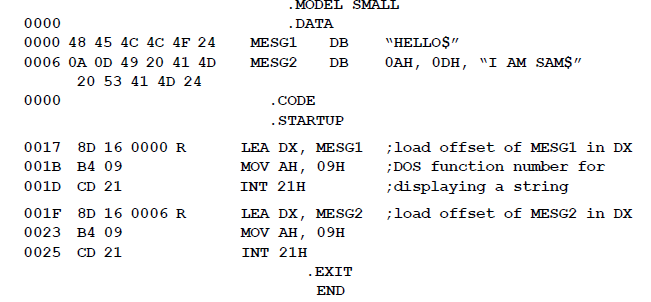 .MODEL SMALL
0000 .DATA
0000 48 45 4C 4C 4F 24 MESG1 DB “HELLO$”
0006 0A 0D 49 20 41 4D MESG2 DB 0AH, 0DH, “I AM SAM$”
20 53 41 4D 24
0000 .CODE
.STARTUP
0017 8D 16 0000 R LEA DX, MESG1 ;load offset of MESG1 in DX
001B B4 09 MOV AH, 09H ;DOS function number for
001D CD 21 INT 21H ;displaying a string
001F 8D 16 0006 R LEA DX, MESG2 ;load offset of MESG2 in DX
0023 B4 09 MOV AH, 09H
0025 CD 21 INT 21H
.EXIT
END